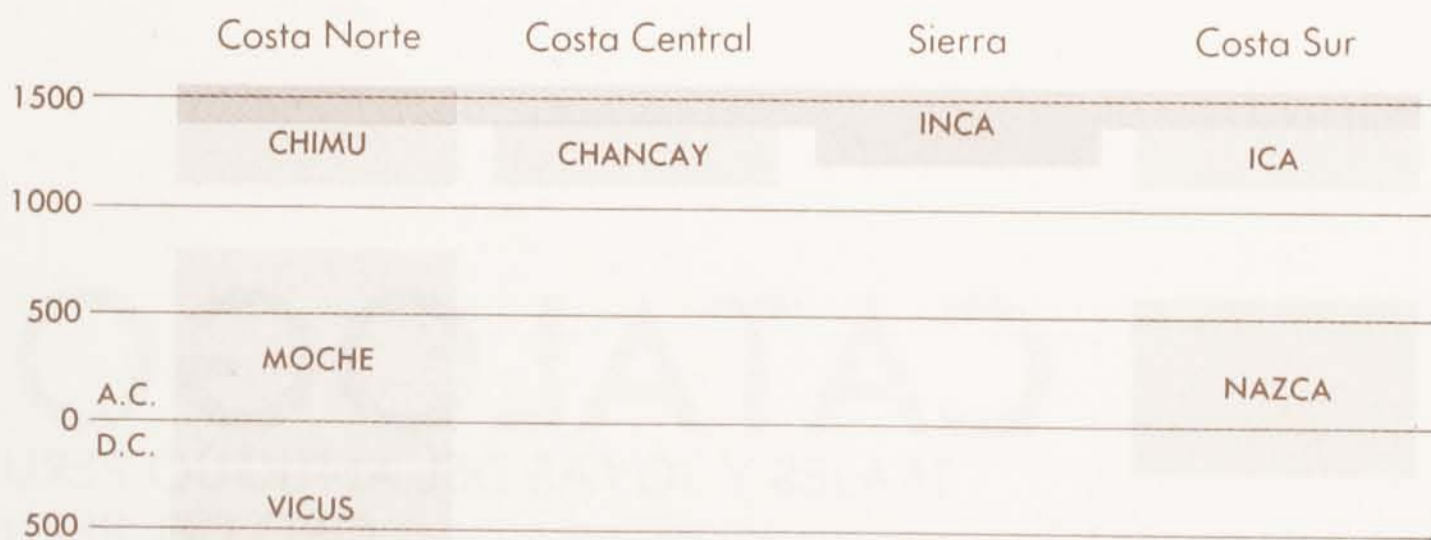 Costa Norte Costa Central Sierra Costa Sur
1500
INCA
CHIMU CHANCAY ICA
1000
500
MOCHE
A.C. NAZCA
0
D.C.
VICUS
500